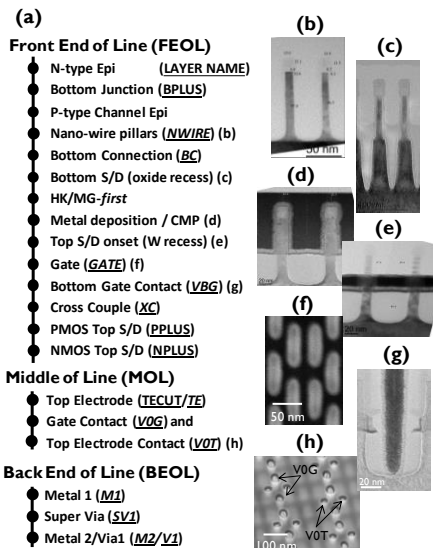 (a)
Front End of Line (FEOL)
N-type Epi (LAYER NAME)
Bottom Junction (BPLUS)
P-type Channel Epi
Nano-wire pillars (NWIRE) (b)
Bottom Connection (BC)
Bottom S/D (oxide recess) (c)
HK/MG-first
Metal deposition / CMP (d)
Top S/D onset (W recess) (e)
Gate (GATE) (f)
Bottom Gate Contact (VBG) (g)
Cross Couple (XC)
PMOS Top S/D (PPLUS)
NMOS Top S/D (NPLUS)
Middle of Line (MOL)
Top Electrode (TECUT/TE)
Gate Contact (V0G) and
Top Electrode Contact (V0T) (h)
Back End of Line (BEOL)
Metal 1 (M1)
Super Via (SV1)
Metal 2/Via1 (M2/V1)
(b)
50 nm
(c)
(d)
20 nm
(e)
20 nm
(f)
50 nm
(g)
20 nm
(h)
V0G
V0T
100 nm